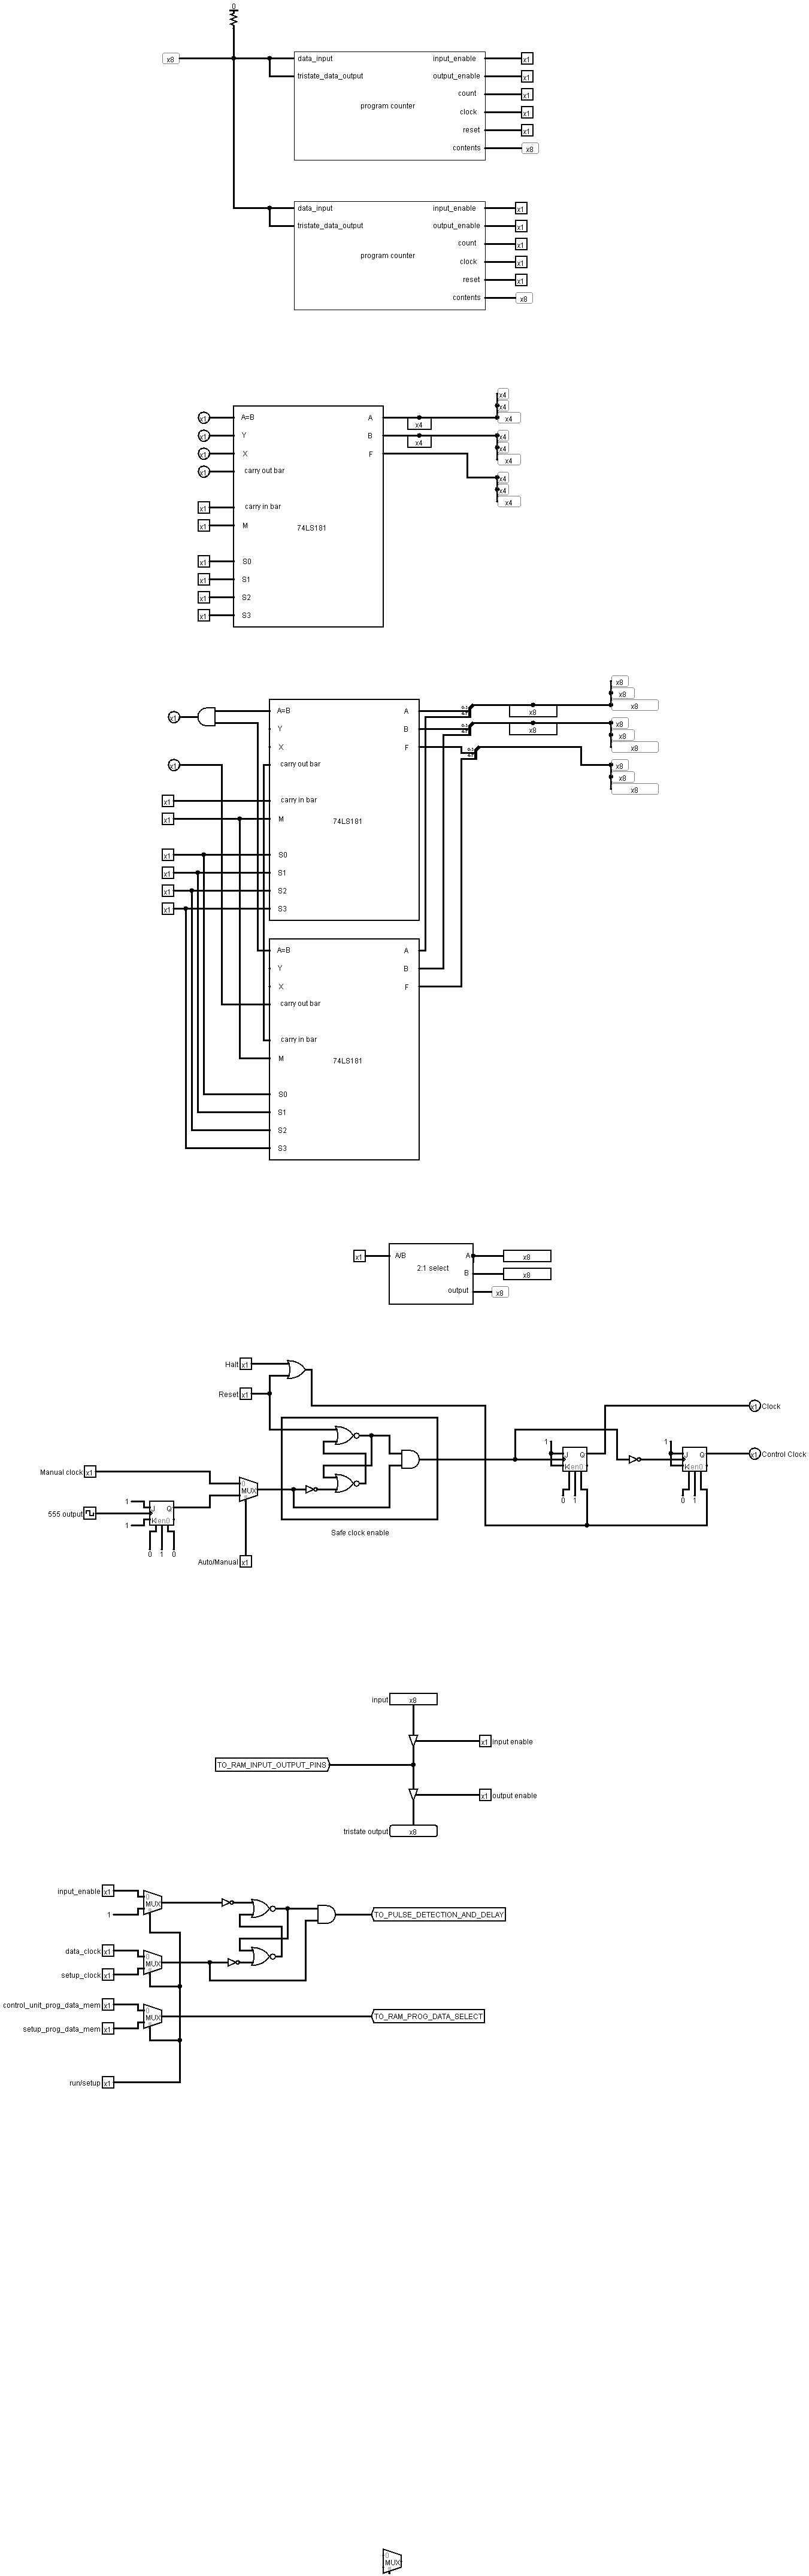 0
x8 data_input input_enable x1
tristate_data_output output_enable x1
count x1
program counter
clock x1
reset x1
contents x8
data_input input_enable x1
tristate_data_output output_enable x1
count x1
program counter
clock x1
reset x1
contents x8
x4
x4
x1 A=B A x4 x4
x1 Y B x4 x4
x1 X F x4
x4
x1 carry out bar
x4
x4
x4
x1 carry in bar
x1 M 74LS181
x1 S0
x1 S1
x1 S2
x1 S3
x8
x8
x1 A=B A x8 x8
Y B x8 x8
X F x8
x8
x1 carry out bar x8
x8
x8
x1 carry in bar
x1 M 74LS181
x1 S0
x1 S1
x1 S2
x1 S3
A=B A
Y B
X F
carry out bar
carry in bar
M 74LS181
S0
S1
S2
S3
x1 A/B A x8
2:1 select
B x8
output x8
Halt x1
Reset x1
x1 Clock
1 1
J Q J Q x1 Control Clock
K en0 K en0
Manual clock x1
0
MUX
1
555 output J Q
K en0
1
0 1 0 1
Safe clock enable
0 1 0
Auto/Manual x1
input x8
x1 input enable
TO_RAM_INPUT_OUTPUT_PINS
x1 output enable
tristate output x8
input_enable x1
0
MUX
1
TO_PULSE_DETECTION_AND_DELAY
data_clock x1
0
MUX
setup_clock x1
control_unit_prog_data_mem x1
0
MUX TO_RAM_PROG_DATA_SELECT
setup_prog_data_mem x1
run/setup x1
0
MUX